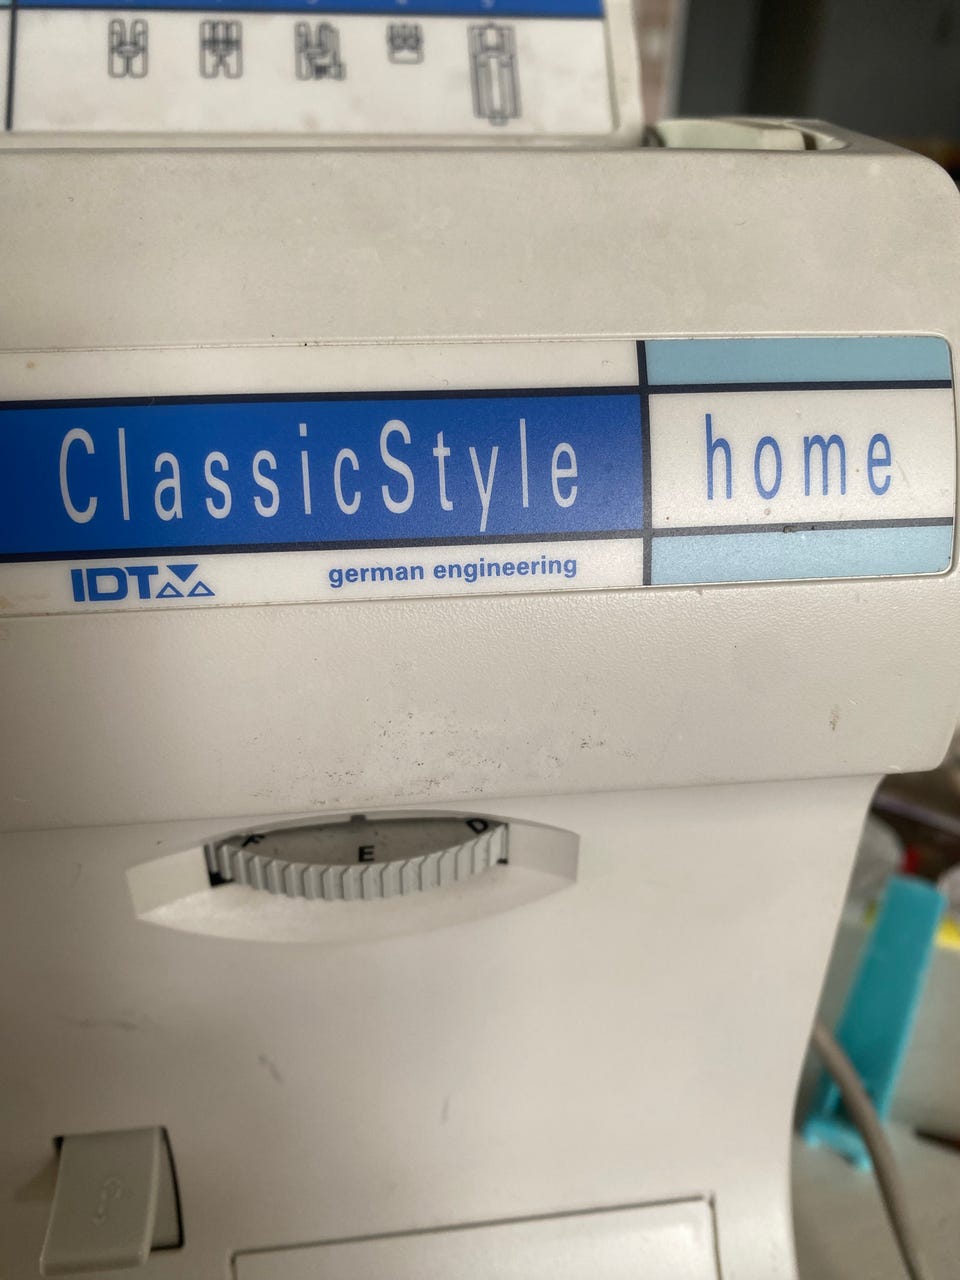 ClassicStyle home
IDT german engineering
F E D